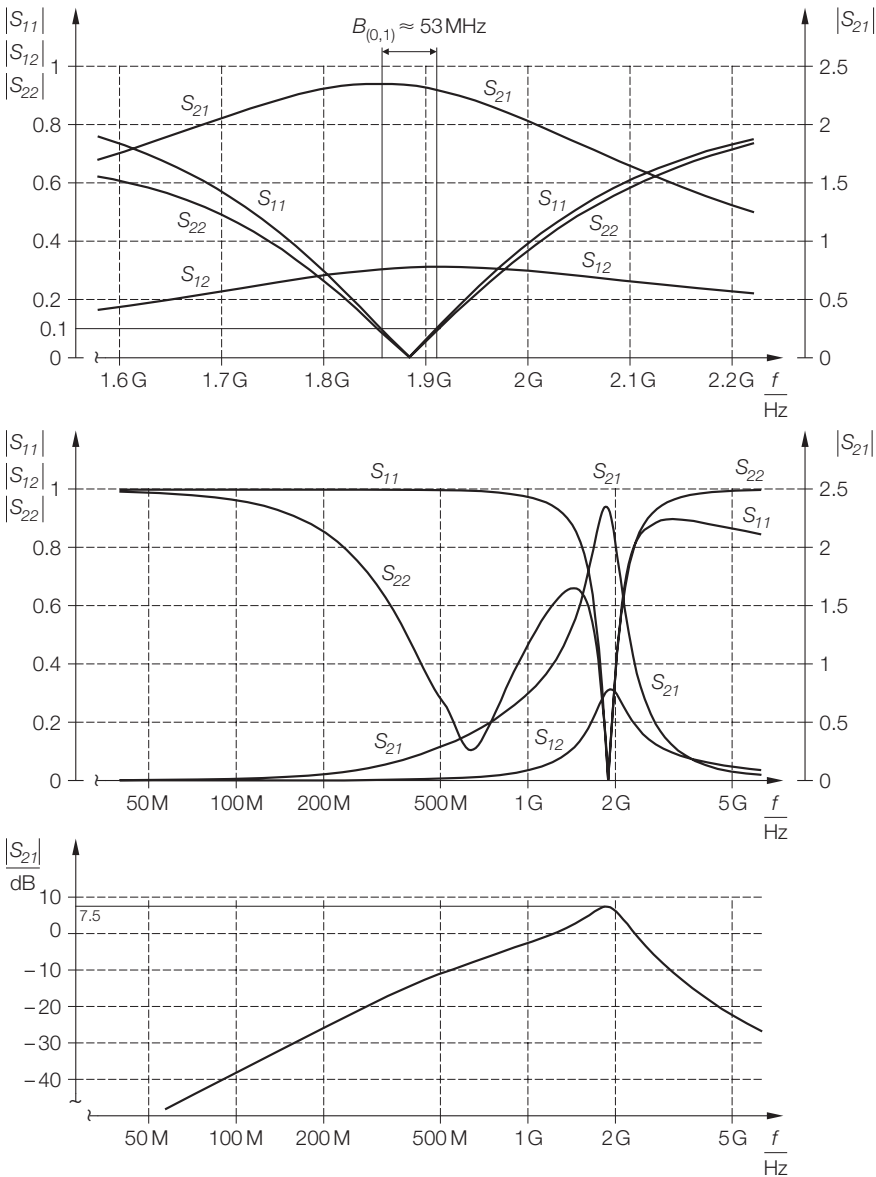 |S11|
|S12|
|S22|
B(0,1) ≈ 53 MHz
|S21|
1
0.8
0.6
0.4
0.2
0.1
0
2.5
2
1.5
1
0.5
0
S21
S21
S11
S22
S12
S11
S22
S12
1.6 G
1.7 G
1.8 G
1.9 G
2 G
2.1 G
2.2 G
f
Hz
|S11|
|S12|
|S22|
|S21|
1
0.8
0.6
0.4
0.2
0
2.5
2
1.5
1
0.5
0
S11
S21
S22
S11
S22
S21
S12
S21
50 M
100 M
200 M
500 M
1 G
2 G
5 G
f
Hz
|S21|
dB
10
7.5
0
−10
−20
−30
−40
50 M
100 M
200 M
500 M
1 G
2 G
5 G
f
Hz